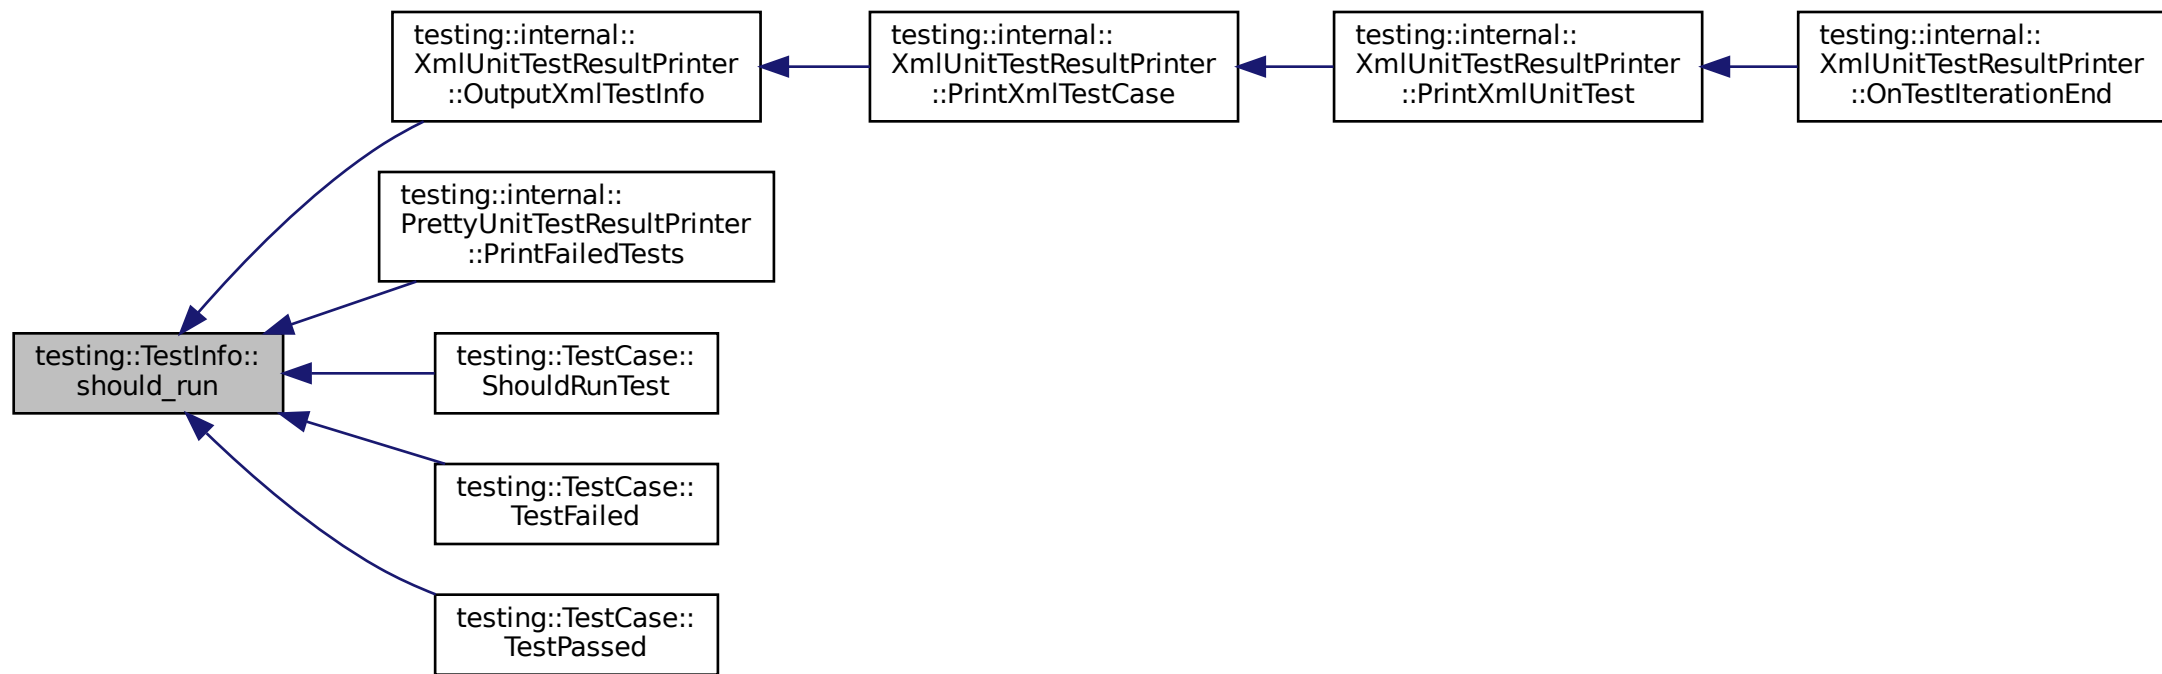 testing::internal::
XmlUnitTestResultPrinter
::OutputXmlTestInfo
testing::internal::
XmlUnitTestResultPrinter
::PrintXmlTestCase
testing::internal::
XmlUnitTestResultPrinter
::PrintXmlUnitTest
testing::internal::
XmlUnitTestResultPrinter
::OnTestIterationEnd
testing::internal::
PrettyUnitTestResultPrinter
::PrintFailedTests
testing::TestInfo::
should_run
testing::TestCase::
ShouldRunTest
testing::TestCase::
TestFailed
testing::TestCase::
TestPassed